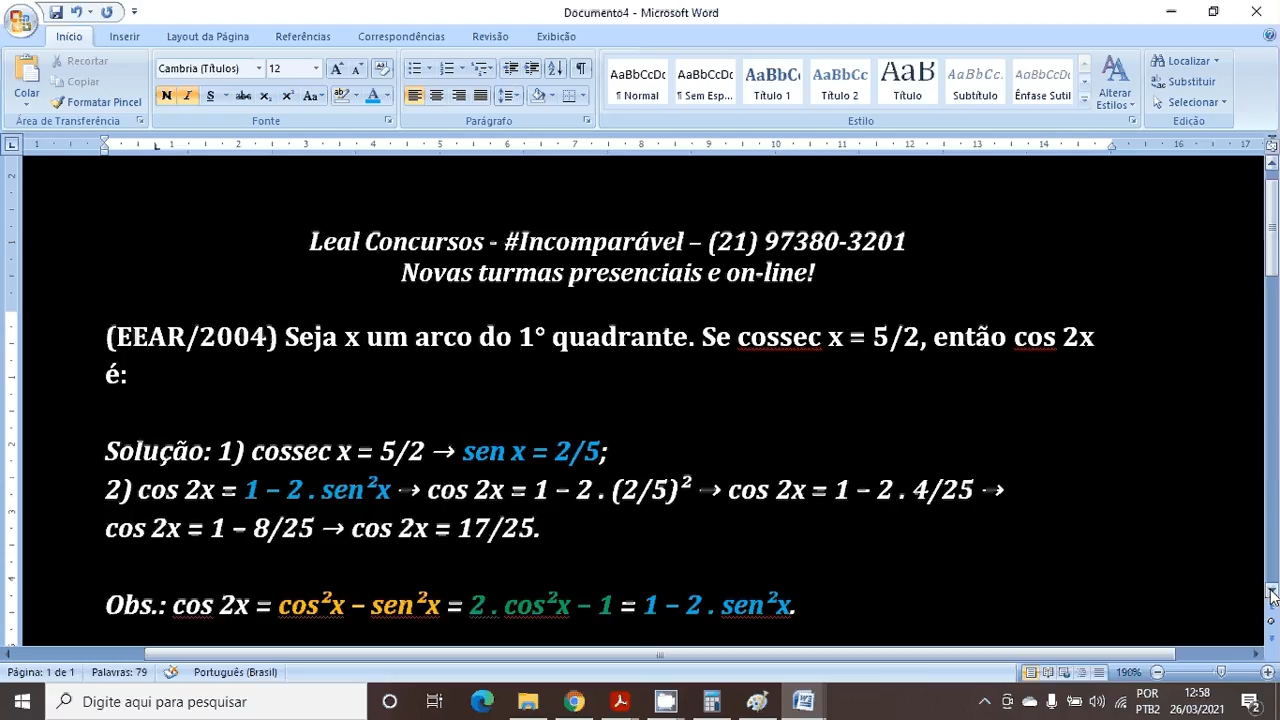 Documento4 - Microsoft Word
Início Inserir Layout da Página Referências Correspondências Revisão Exibição
Colar
Recortar
Copiar
Formatar Pincel
Área de Transferência
Cambria (Títulos) 12
Fonte
Parágrafo
AaBbCcDc AaBbCcDc AaBbCc AaBbCc AaB AaBbCc. AaBbCcDc
¶ Normal ¶ Sem Esp... Título 1 Título 2 Título Subtítulo Ênfase Sutil
Alterar Estilos
Estilo
Localizar
Substituir
Selecionar
Edição
Leal Concursos - #Incomparável – (21) 97380-3201
Novas turmas presenciais e on-line!
(EEAR/2004) Seja x um arco do 1° quadrante. Se cossec x = 5/2, então cos 2x
é:
Solução: 1) cossec x = 5/2 → sen x = 2/5;
2) cos 2x = 1 – 2 . sen²x → cos 2x = 1 – 2 . (2/5)² → cos 2x = 1 – 2 . 4/25 →
cos 2x = 1 – 8/25 → cos 2x = 17/25.
Obs.: cos 2x = cos²x – sen²x = 2 . cos²x – 1 = 1 – 2 . sen²x.
Página: 1 de 1 Palavras: 79 Português (Brasil) 190%
Digite aqui para pesquisar
POR
PTB2
12:58
26/03/2021
2